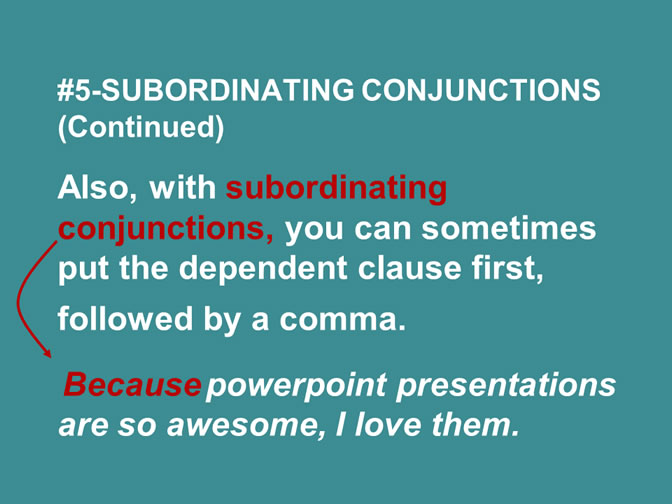 #5-SUBORDINATING CONJUNCTIONS
(Continued)
Also, with subordinating
conjunctions, you can sometimes
put the dependent clause first,
followed by a comma.
Because powerpoint presentations
are so awesome, I love them.